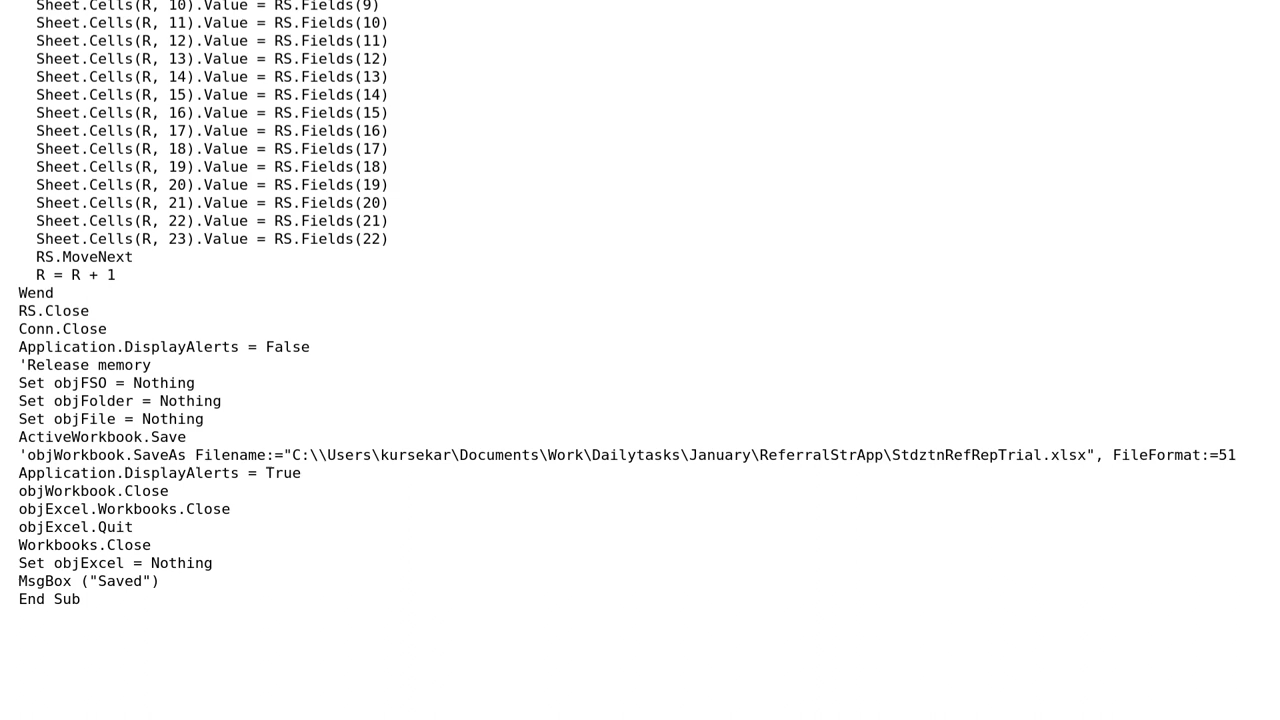 Sheet.Cells(R, 10).Value = RS.Fields(9)
Sheet.Cells(R, 11).Value = RS.Fields(10)
Sheet.Cells(R, 12).Value = RS.Fields(11)
Sheet.Cells(R, 13).Value = RS.Fields(12)
Sheet.Cells(R, 14).Value = RS.Fields(13)
Sheet.Cells(R, 15).Value = RS.Fields(14)
Sheet.Cells(R, 16).Value = RS.Fields(15)
Sheet.Cells(R, 17).Value = RS.Fields(16)
Sheet.Cells(R, 18).Value = RS.Fields(17)
Sheet.Cells(R, 19).Value = RS.Fields(18)
Sheet.Cells(R, 20).Value = RS.Fields(19)
Sheet.Cells(R, 21).Value = RS.Fields(20)
Sheet.Cells(R, 22).Value = RS.Fields(21)
Sheet.Cells(R, 23).Value = RS.Fields(22)
RS.MoveNext
R = R + 1
Wend
RS.Close
Conn.Close
Application.DisplayAlerts = False
'Release memory
Set objFSO = Nothing
Set objFolder = Nothing
Set objFile = Nothing
ActiveWorkbook.Save
'objWorkbook.SaveAs Filename:="C:\\Users\kursekar\Documents\Work\Dailytasks\January\ReferralStrApp\StdztnRefRepTrial.xlsx", FileFormat:=51
Application.DisplayAlerts = True
objWorkbook.Close
objExcel.Workbooks.Close
objExcel.Quit
Workbooks.Close
Set objExcel = Nothing
MsgBox ("Saved")
End Sub